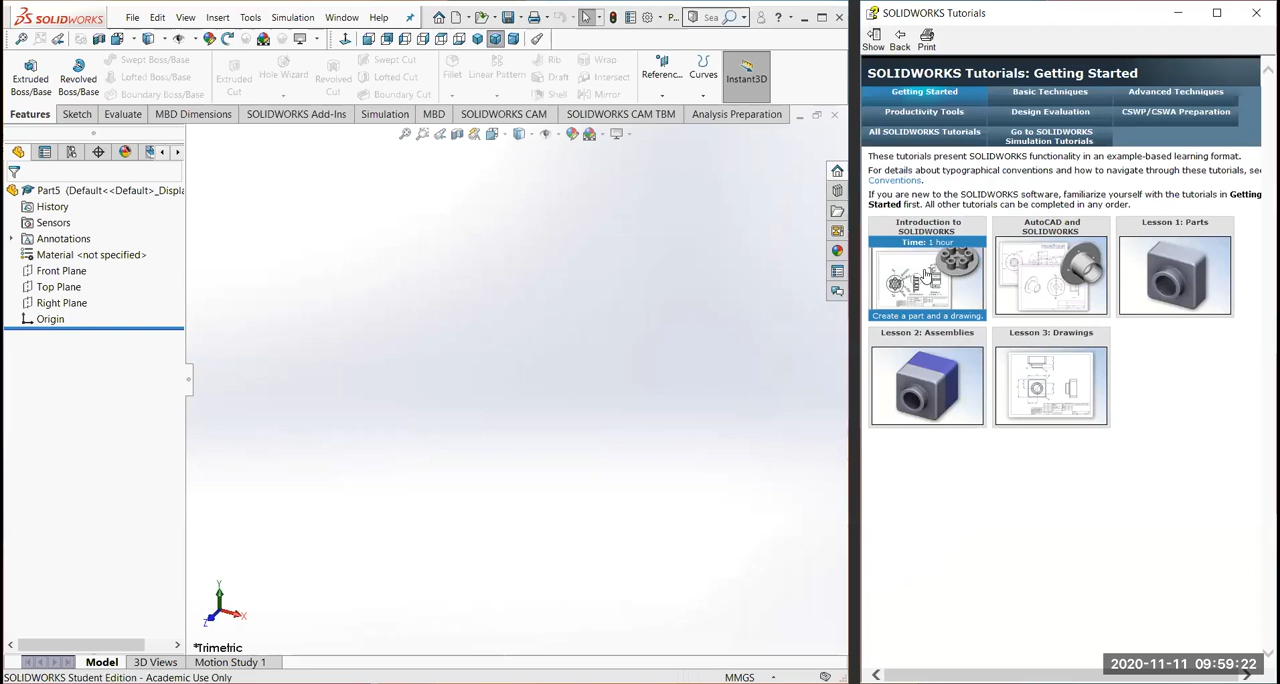 SOLIDWORKS File Edit View Insert Tools Simulation Window Help P... Sea ?
Extruded Boss/Base
Revolved Boss/Base
Swept Boss/Base
Lofted Boss/Base
Boundary Boss/Base
Extruded Cut
Hole Wizard
Revolved Cut
Swept Cut
Lofted Cut
Boundary Cut
Fillet
Linear Pattern
Rib
Draft
Shell
Wrap
Intersect
Mirror
Referenc...
Curves
Instant3D
Features Sketch Evaluate MBD Dimensions SOLIDWORKS Add-Ins Simulation MBD SOLIDWORKS CAM SOLIDWORKS CAM TBM Analysis Preparation
Part5 (Default<<Default>_Displa
History
Sensors
Annotations
Material <not specified>
Front Plane
Top Plane
Right Plane
Origin
Y
X
Z
*Trimetric
Model 3D Views Motion Study 1
SOLIDWORKS Student Edition - Academic Use Only
MMGS
SOLIDWORKS Tutorials
Show Back Print
SOLIDWORKS Tutorials: Getting Started
Getting Started Basic Techniques Advanced Techniques
Productivity Tools Design Evaluation CSWP/CSWA Preparation
All SOLIDWORKS Tutorials Go to SOLIDWORKS Simulation Tutorials
These tutorials present SOLIDWORKS functionality in an example-based learning format.
For details about typographical conventions and how to navigate through these tutorials, see
Conventions.
If you are new to the SOLIDWORKS software, familiarize yourself with the tutorials in Getting
Started first. All other tutorials can be completed in any order.
Introduction to SOLIDWORKS
Time: 1 hour
Create a part and a drawing.
AutoCAD and SOLIDWORKS
Lesson 1: Parts
Lesson 2: Assemblies
Lesson 3: Drawings
2020-11-11 09:59:22